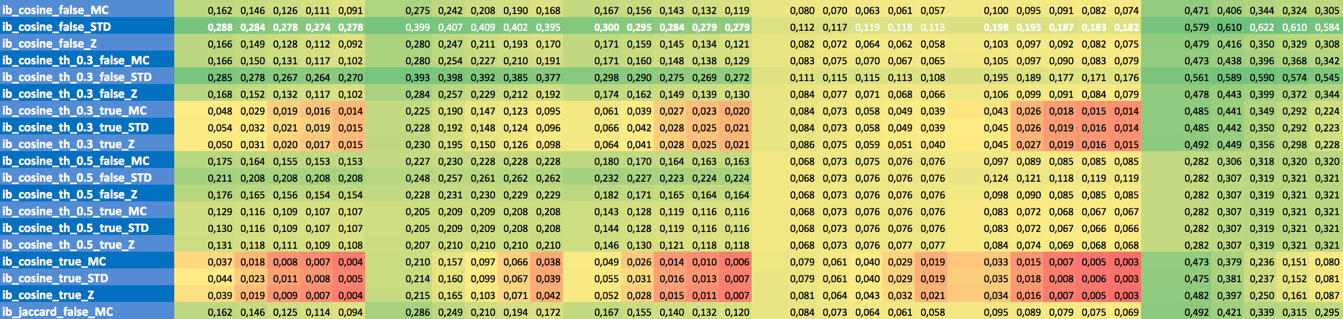 ib_cosine_false_MC 0,162 0,146 0,126 0,111 0,091 0,275 0,242 0,208 0,190 0,168 0,167 0,156 0,143 0,132 0,119 0,080 0,070 0,063 0,061 0,057 0,100 0,095 0,091 0,082 0,074 0,471 0,406 0,344 0,324 0,305
ib_cosine_false_STD 0,288 0,284 0,278 0,274 0,278 0,399 0,407 0,409 0,402 0,395 0,300 0,295 0,284 0,279 0,279 0,112 0,117 0,119 0,118 0,113 0,198 0,195 0,187 0,183 0,182 0,579 0,610 0,622 0,610 0,584
ib_cosine_false_Z 0,166 0,149 0,128 0,112 0,092 0,280 0,247 0,211 0,193 0,170 0,171 0,159 0,145 0,134 0,121 0,082 0,072 0,064 0,062 0,058 0,103 0,097 0,092 0,082 0,075 0,479 0,416 0,350 0,329 0,308
ib_cosine_th_0.3_false_MC 0,166 0,150 0,131 0,117 0,102 0,280 0,254 0,227 0,210 0,191 0,171 0,160 0,148 0,138 0,129 0,083 0,075 0,070 0,067 0,065 0,105 0,097 0,090 0,083 0,079 0,473 0,438 0,396 0,368 0,342
ib_cosine_th_0.3_false_STD 0,285 0,278 0,267 0,264 0,270 0,393 0,398 0,392 0,385 0,377 0,298 0,290 0,275 0,269 0,272 0,111 0,115 0,115 0,113 0,108 0,195 0,189 0,177 0,171 0,176 0,561 0,589 0,590 0,574 0,545
ib_cosine_th_0.3_false_Z 0,168 0,152 0,132 0,117 0,102 0,284 0,257 0,229 0,212 0,192 0,174 0,162 0,149 0,139 0,130 0,084 0,077 0,071 0,068 0,066 0,106 0,099 0,091 0,084 0,079 0,478 0,443 0,399 0,372 0,344
ib_cosine_th_0.3_true_MC 0,048 0,029 0,019 0,016 0,014 0,225 0,190 0,147 0,123 0,095 0,061 0,039 0,027 0,023 0,020 0,084 0,073 0,058 0,049 0,039 0,043 0,026 0,018 0,015 0,014 0,485 0,441 0,349 0,292 0,224
ib_cosine_th_0.3_true_STD 0,054 0,032 0,021 0,019 0,015 0,228 0,192 0,148 0,124 0,096 0,066 0,042 0,028 0,025 0,021 0,084 0,073 0,058 0,049 0,040 0,045 0,026 0,019 0,016 0,014 0,485 0,442 0,350 0,292 0,223
ib_cosine_th_0.3_true_Z 0,050 0,031 0,020 0,017 0,015 0,230 0,195 0,150 0,126 0,098 0,064 0,041 0,028 0,025 0,021 0,086 0,075 0,059 0,051 0,040 0,045 0,027 0,019 0,016 0,015 0,492 0,449 0,356 0,298 0,228
ib_cosine_th_0.5_false_MC 0,175 0,164 0,155 0,153 0,153 0,227 0,230 0,228 0,228 0,228 0,180 0,170 0,164 0,163 0,163 0,068 0,073 0,075 0,076 0,076 0,097 0,089 0,085 0,085 0,085 0,282 0,306 0,318 0,320 0,320
ib_cosine_th_0.5_false_STD 0,211 0,208 0,208 0,208 0,208 0,248 0,257 0,261 0,262 0,262 0,232 0,227 0,223 0,224 0,224 0,068 0,073 0,076 0,076 0,076 0,124 0,121 0,118 0,119 0,119 0,282 0,307 0,319 0,321 0,321
ib_cosine_th_0.5_false_Z 0,176 0,165 0,156 0,154 0,154 0,228 0,231 0,230 0,229 0,229 0,182 0,171 0,165 0,164 0,164 0,068 0,073 0,076 0,076 0,076 0,098 0,090 0,085 0,085 0,085 0,282 0,307 0,319 0,321 0,321
ib_cosine_th_0.5_true_MC 0,129 0,116 0,109 0,107 0,107 0,205 0,209 0,209 0,208 0,208 0,143 0,128 0,119 0,116 0,116 0,068 0,073 0,076 0,076 0,076 0,083 0,072 0,068 0,067 0,067 0,282 0,307 0,319 0,321 0,321
ib_cosine_th_0.5_true_STD 0,130 0,116 0,109 0,107 0,107 0,205 0,209 0,209 0,208 0,208 0,144 0,128 0,119 0,116 0,116 0,068 0,073 0,076 0,076 0,076 0,083 0,072 0,067 0,066 0,066 0,282 0,307 0,319 0,321 0,321
ib_cosine_th_0.5_true_Z 0,131 0,118 0,111 0,109 0,108 0,207 0,210 0,210 0,210 0,210 0,146 0,130 0,121 0,118 0,118 0,068 0,073 0,076 0,077 0,077 0,084 0,074 0,069 0,068 0,068 0,282 0,307 0,319 0,321 0,321
ib_cosine_true_MC 0,037 0,018 0,008 0,007 0,004 0,210 0,157 0,097 0,066 0,038 0,049 0,026 0,014 0,010 0,006 0,079 0,061 0,040 0,029 0,019 0,033 0,015 0,007 0,005 0,003 0,473 0,379 0,236 0,151 0,080
ib_cosine_true_STD 0,044 0,023 0,011 0,008 0,005 0,214 0,160 0,099 0,067 0,039 0,055 0,031 0,016 0,013 0,007 0,079 0,061 0,040 0,029 0,019 0,035 0,018 0,008 0,006 0,003 0,475 0,381 0,237 0,152 0,081
ib_cosine_true_Z 0,039 0,019 0,009 0,007 0,004 0,215 0,165 0,103 0,071 0,042 0,052 0,028 0,015 0,011 0,007 0,081 0,064 0,043 0,032 0,021 0,034 0,016 0,007 0,005 0,003 0,482 0,397 0,250 0,161 0,087
ib_jaccard_false_MC 0,162 0,146 0,125 0,114 0,094 0,286 0,249 0,210 0,194 0,172 0,167 0,155 0,140 0,132 0,120 0,084 0,073 0,064 0,061 0,058 0,095 0,089 0,079 0,075 0,069 0,492 0,421 0,339 0,315 0,295